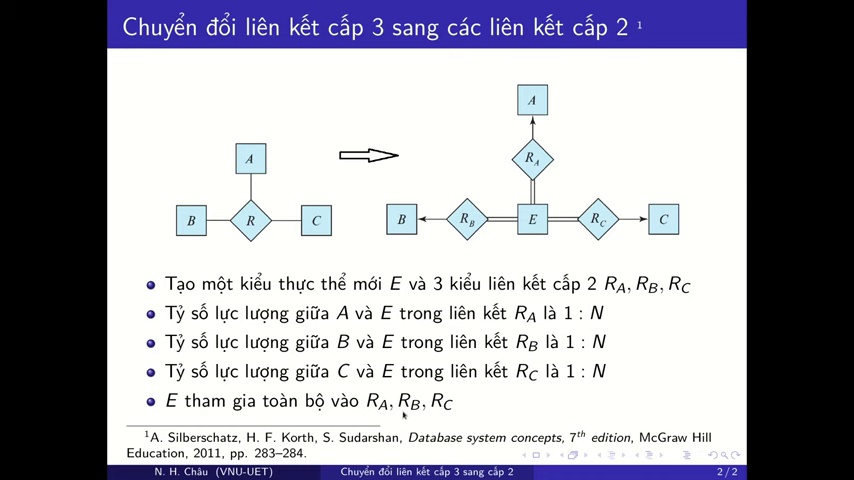 Chuyển đổi liên kết cấp 3 sang các liên kết cấp 2 1
A
A
R_A
B R C
B R_B E R_C C
Tạo một kiểu thực thể mới E và 3 kiểu liên kết cấp 2 R_A, R_B, R_C
Tỷ số lực lượng giữa A và E trong liên kết R_A là 1 : N
Tỷ số lực lượng giữa B và E trong liên kết R_B là 1 : N
Tỷ số lực lượng giữa C và E trong liên kết R_C là 1 : N
E tham gia toàn bộ vào R_A, R_B, R_C
1A. Silberschatz, H. F. Korth, S. Sudarshan, Database system concepts, 7th edition, McGraw Hill
Education, 2011, pp. 283–284.
N. H. Châu (VNU-UET) Chuyển đổi liên kết cấp 3 sang cấp 2 2 / 2